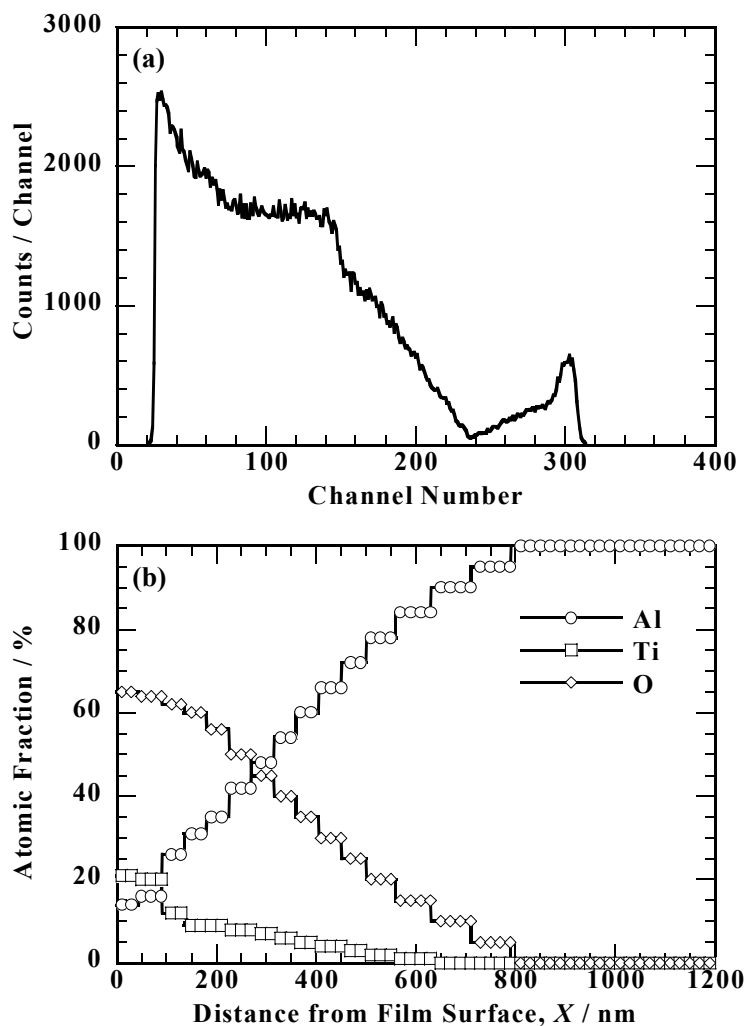 3000
(a)
2000
1000
0
0 100 200 300 400
Counts / Channel
Channel Number
100
(b)
80
60
40
20
0
0 200 400 600 800 1000 1200
Al
Ti
O
Atomic Fraction / %
Distance from Film Surface, X / nm